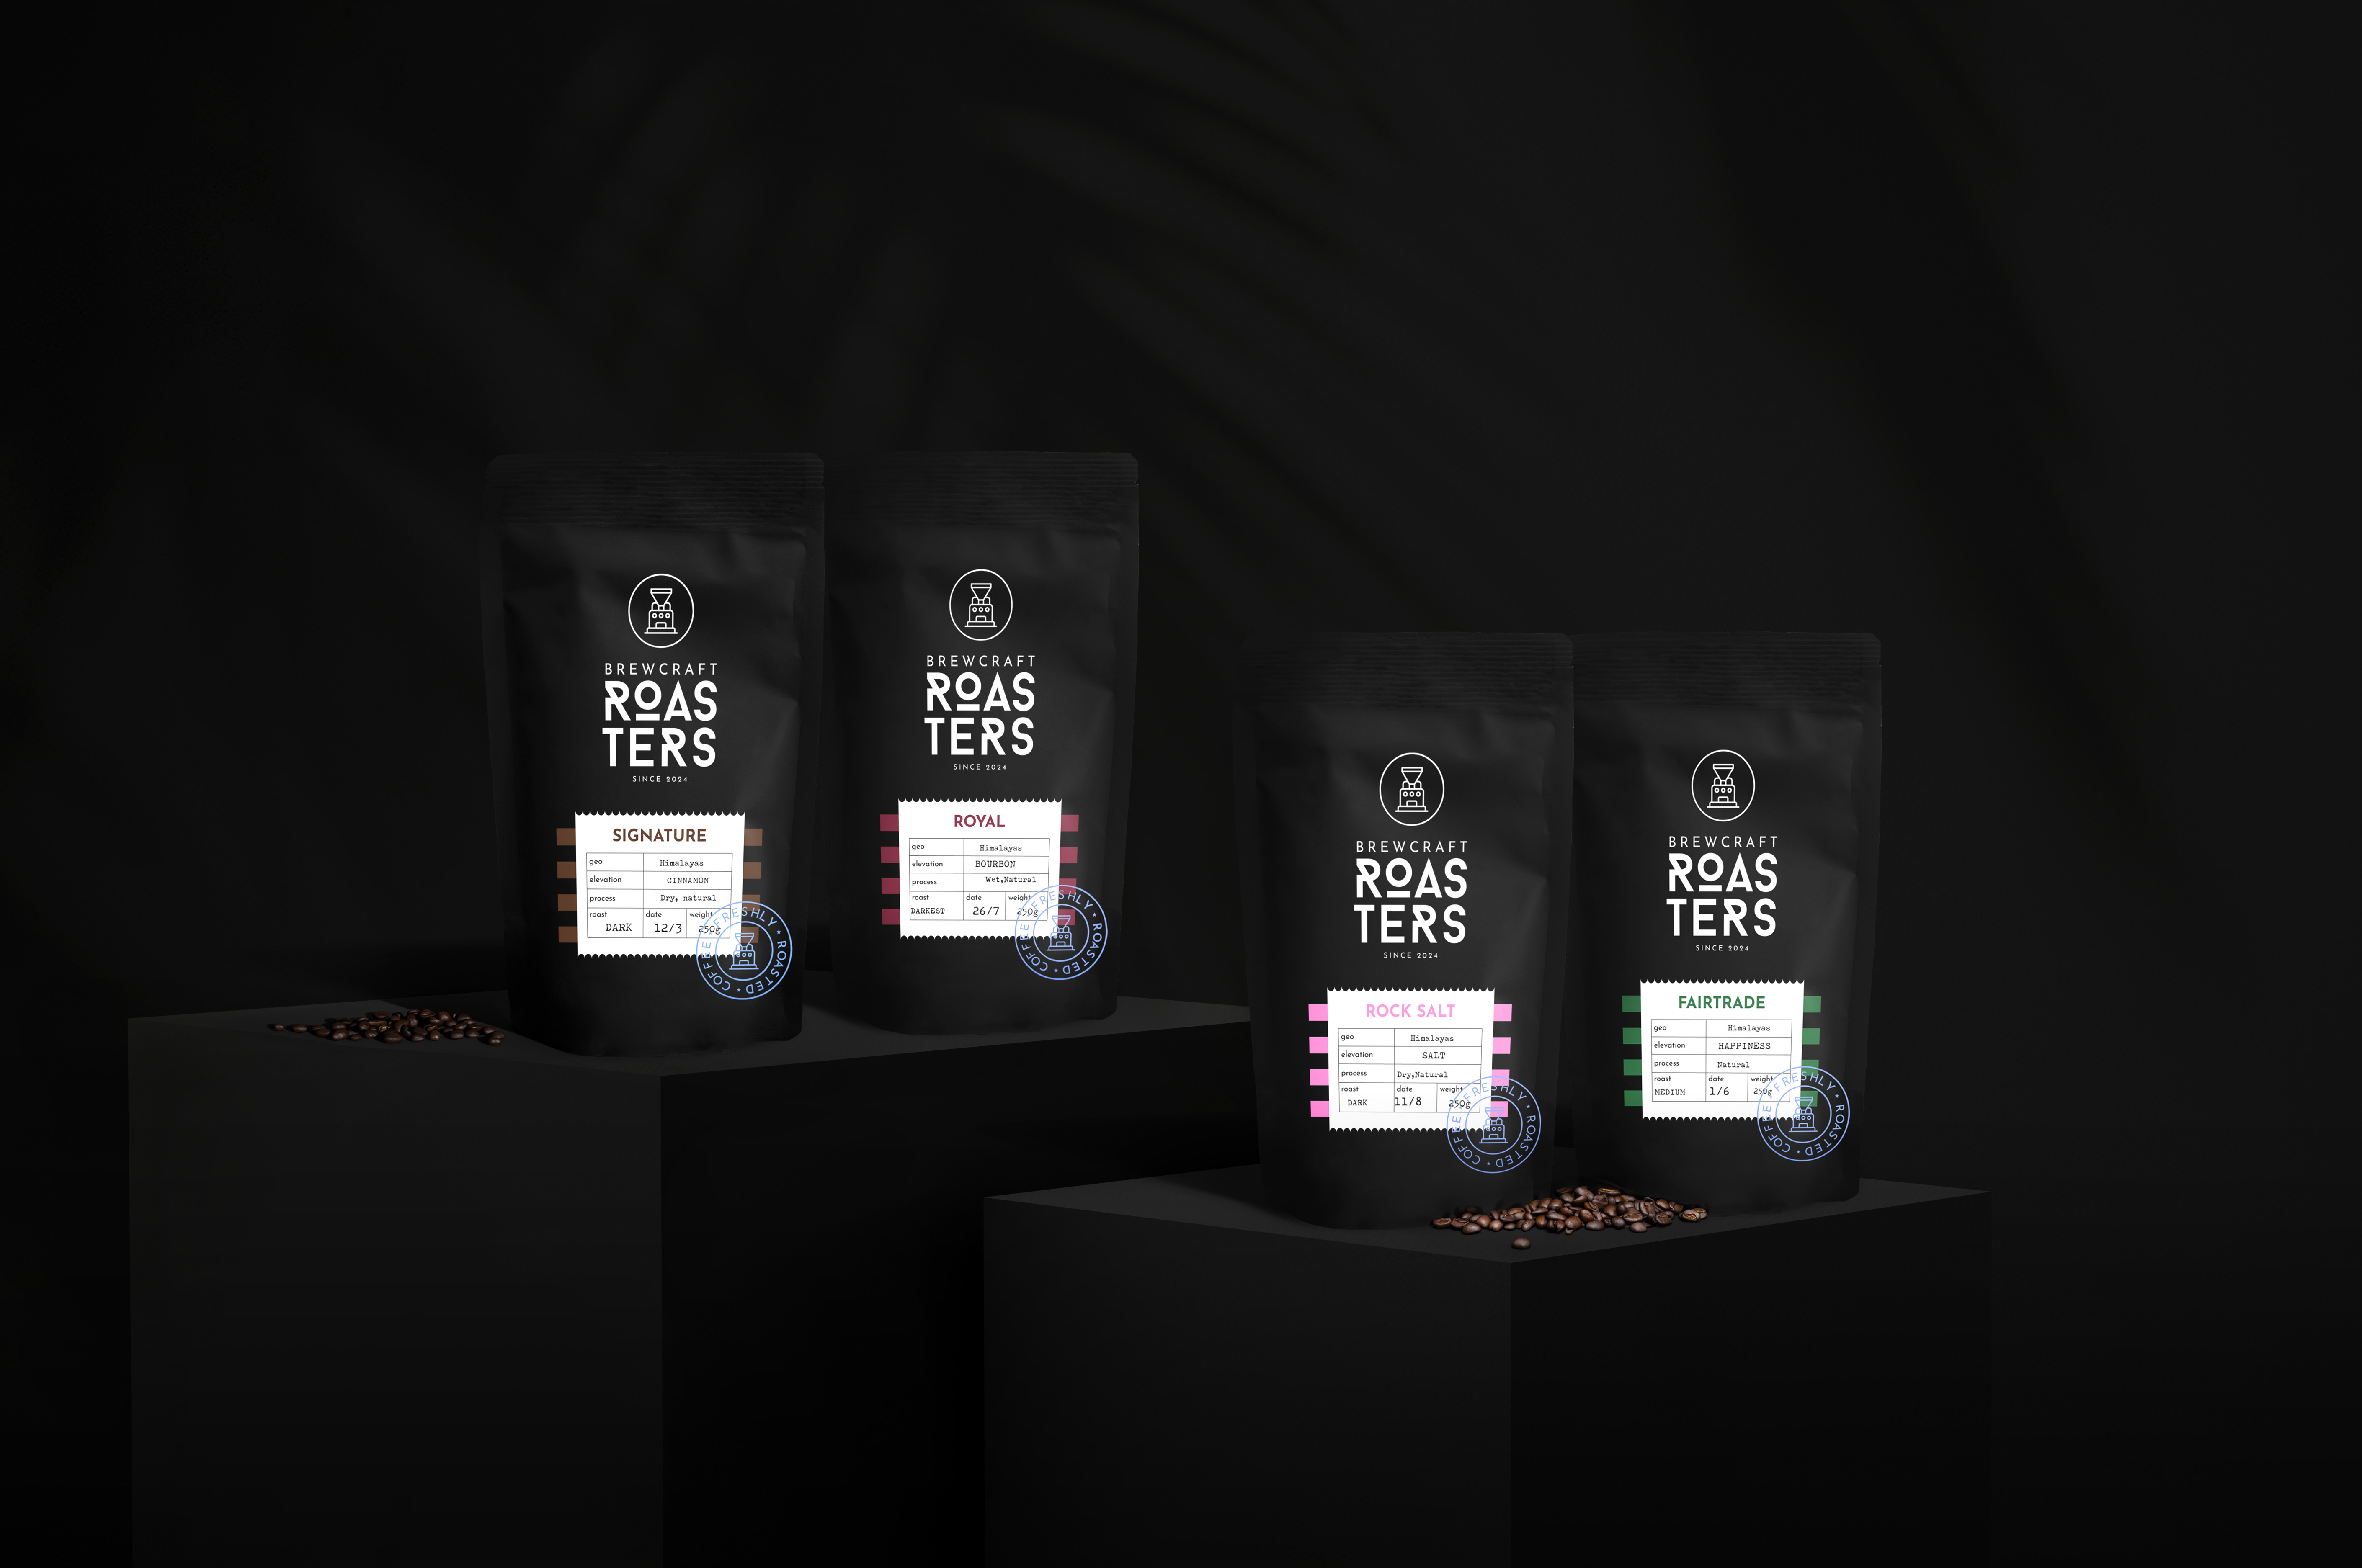 BREWCRAFT
ROAS
TERS
SINCE 2024
SIGNATURE
geo Himalayas
elevation CINNAMON
process Dry, natural
roast date weight
DARK 12/3 250g
FRESHLY • ROASTED • COFFEE
BREWCRAFT
ROAS
TERS
SINCE 2024
ROYAL
geo Himalayas
elevation BOURBON
process Wet,Natural
roast date weight
DARKEST 26/7 250g
FRESHLY • ROASTED • COFFEE
BREWCRAFT
ROAS
TERS
SINCE 2024
ROCK SALT
geo Himalayas
elevation SALT
process Dry,Natural
roast date weight
DARK 11/8 250g
FRESHLY • ROASTED • COFFEE
BREWCRAFT
ROAS
TERS
SINCE 2024
FAIRTRADE
geo Himalayas
elevation HAPPINESS
process Natural
roast date weight
MEDIUM 1/6 250g
FRESHLY • ROASTED • COFFEE